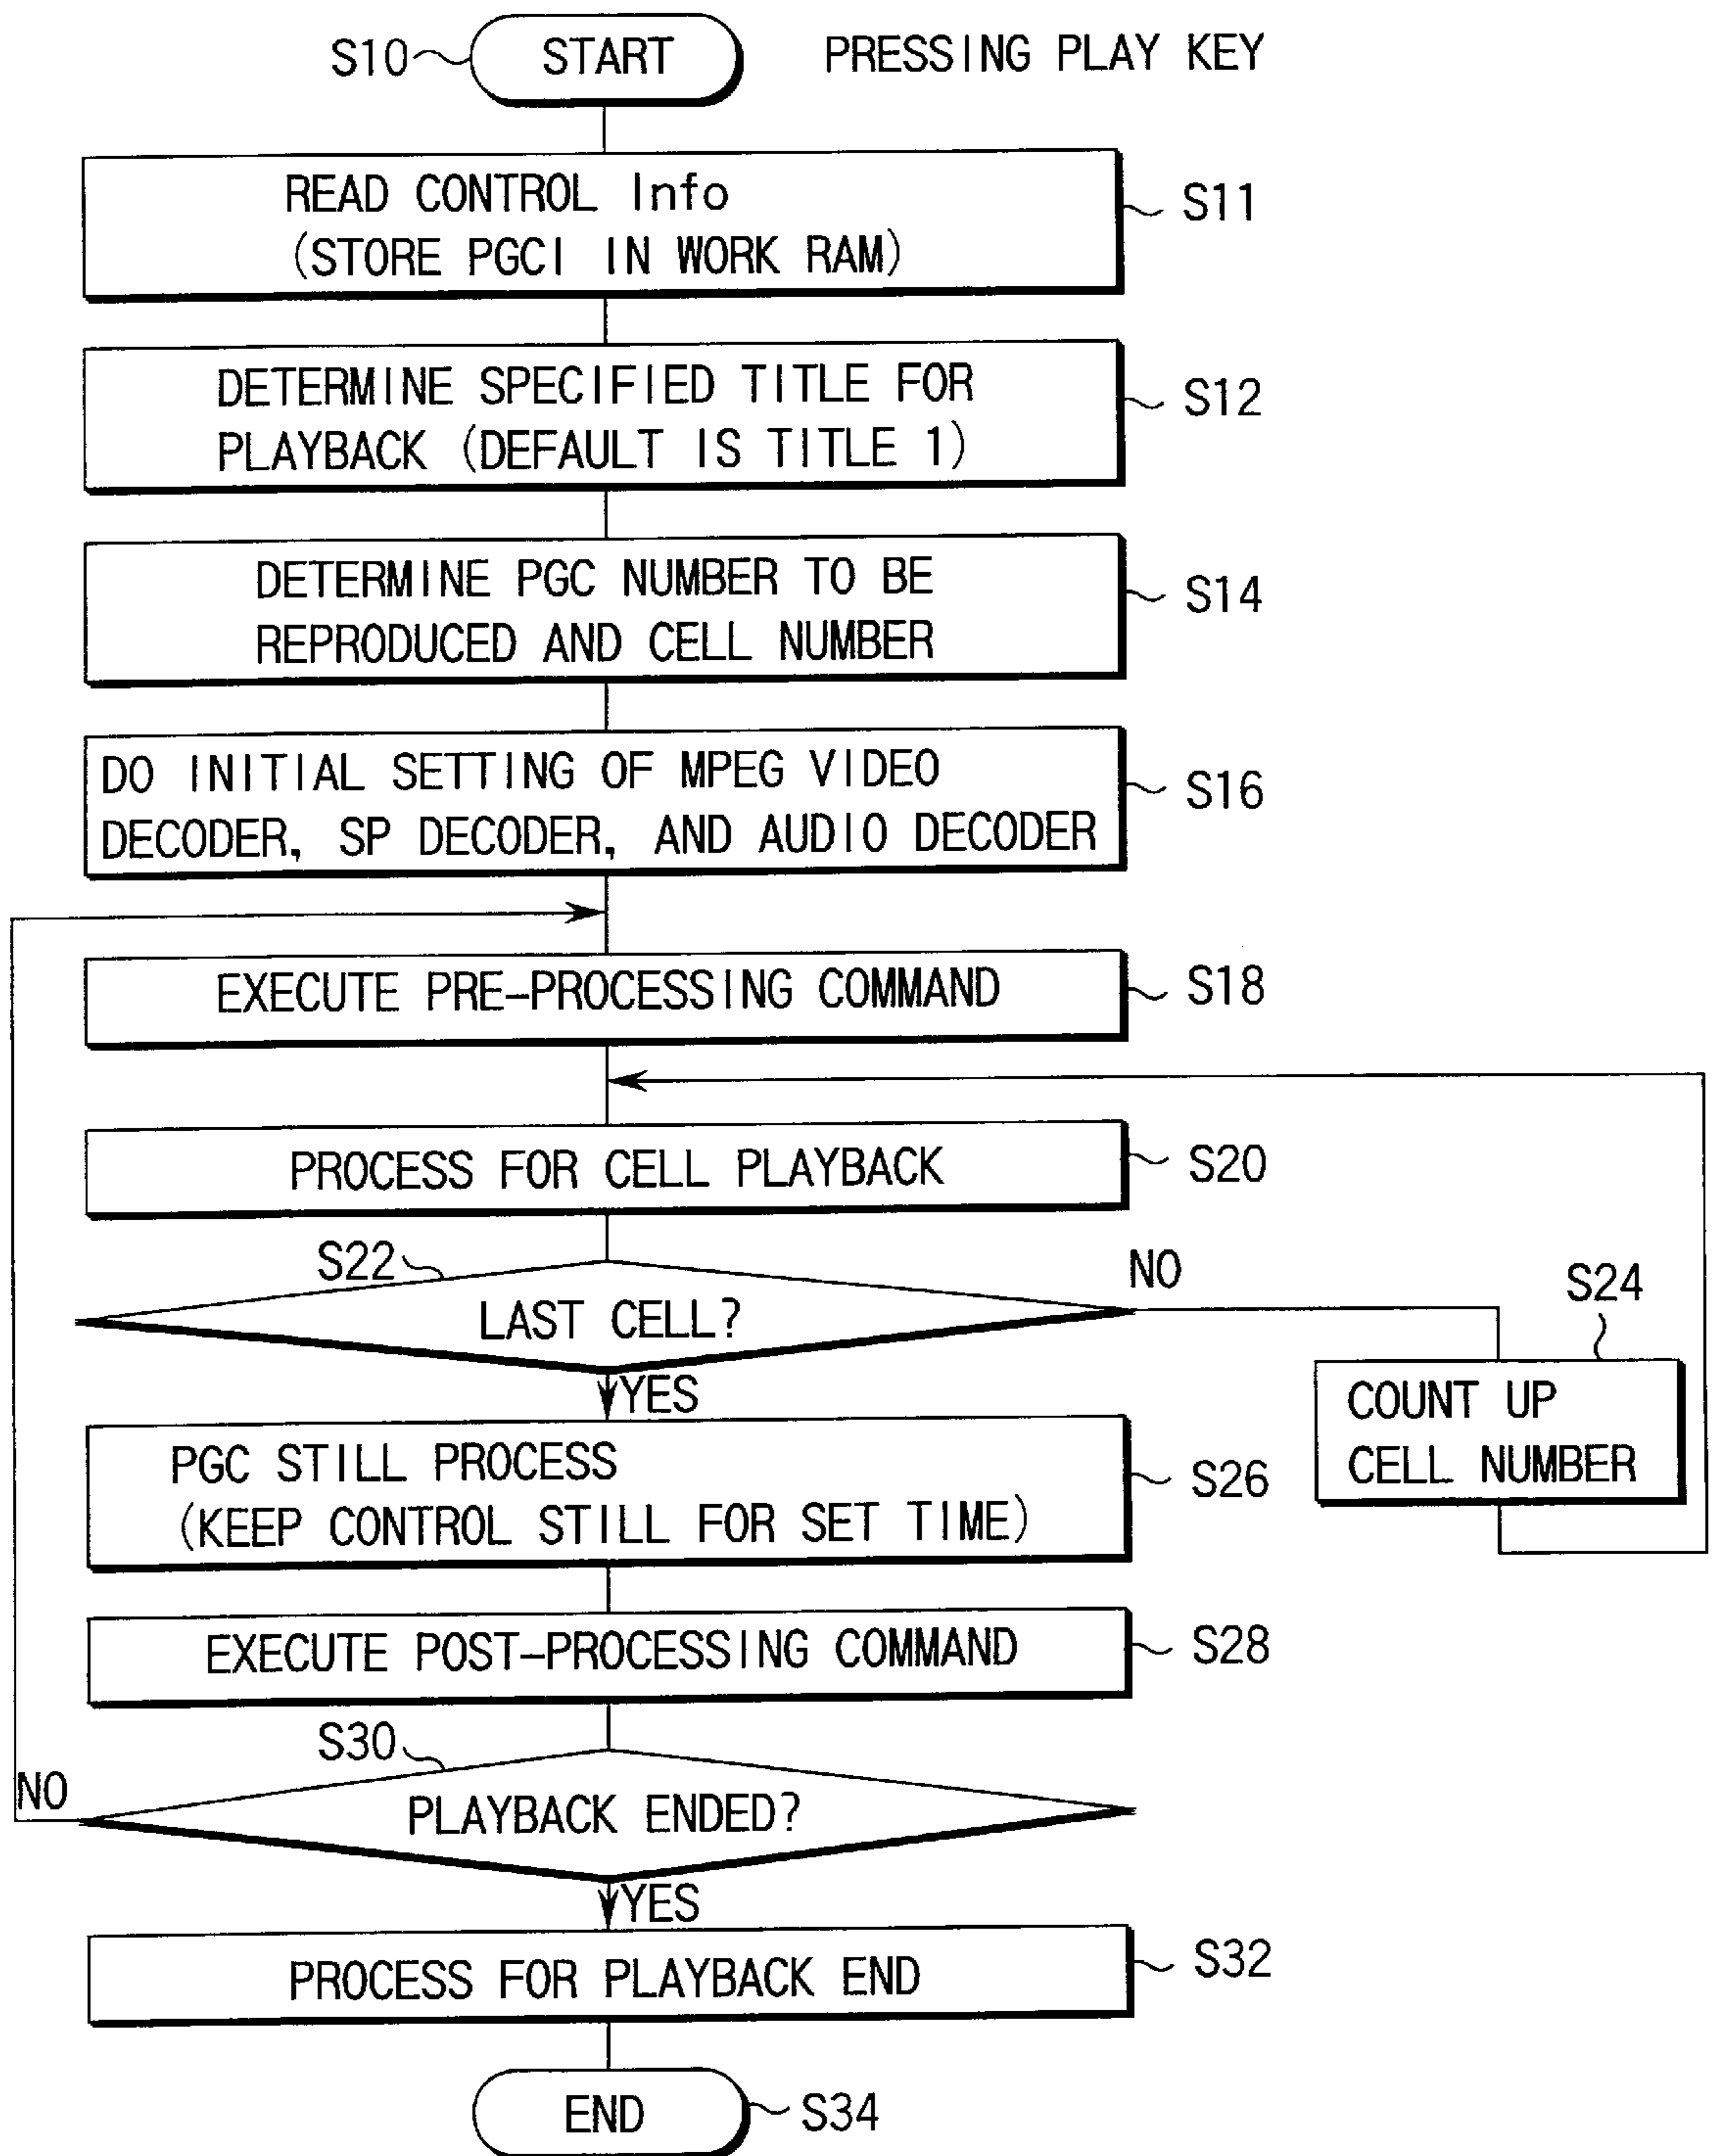 S10
START
PRESSING PLAY KEY
READ CONTROL Info
(STORE PGCI IN WORK RAM)
S11
DETERMINE SPECIFIED TITLE FOR
PLAYBACK (DEFAULT IS TITLE 1)
S12
DETERMINE PGC NUMBER TO BE
REPRODUCED AND CELL NUMBER
S14
DO INITIAL SETTING OF MPEG VIDEO
DECODER, SP DECODER, AND AUDIO DECODER
S16
EXECUTE PRE-PROCESSING COMMAND
S18
PROCESS FOR CELL PLAYBACK
S20
S22
LAST CELL?
NO
S24
COUNT UP
CELL NUMBER
YES
PGC STILL PROCESS
(KEEP CONTROL STILL FOR SET TIME)
S26
EXECUTE POST-PROCESSING COMMAND
S28
S30
NO
PLAYBACK ENDED?
YES
PROCESS FOR PLAYBACK END
S32
END
S34